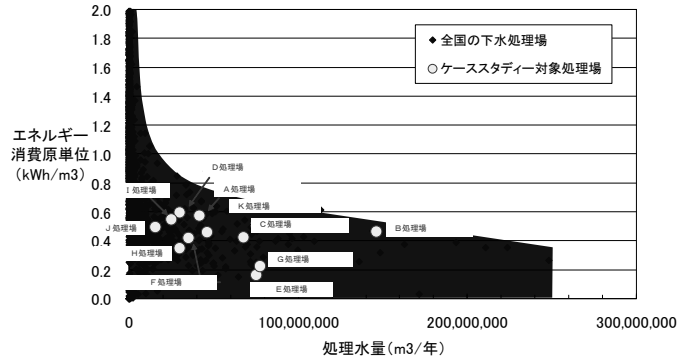 2.0
1.8
1.6
1.4
1.2
1.0
0.8
0.6
0.4
0.2
0.0
エネルギー
消費原単位
(kWh/m3)
全国の下水処理場
ケーススタディー対象処理場
D処理場
I処理場
A処理場
K処理場
J処理場
C処理場
B処理場
H処理場
G処理場
F処理場
E処理場
0
100,000,000
200,000,000
300,000,000
処理水量(m3/年)